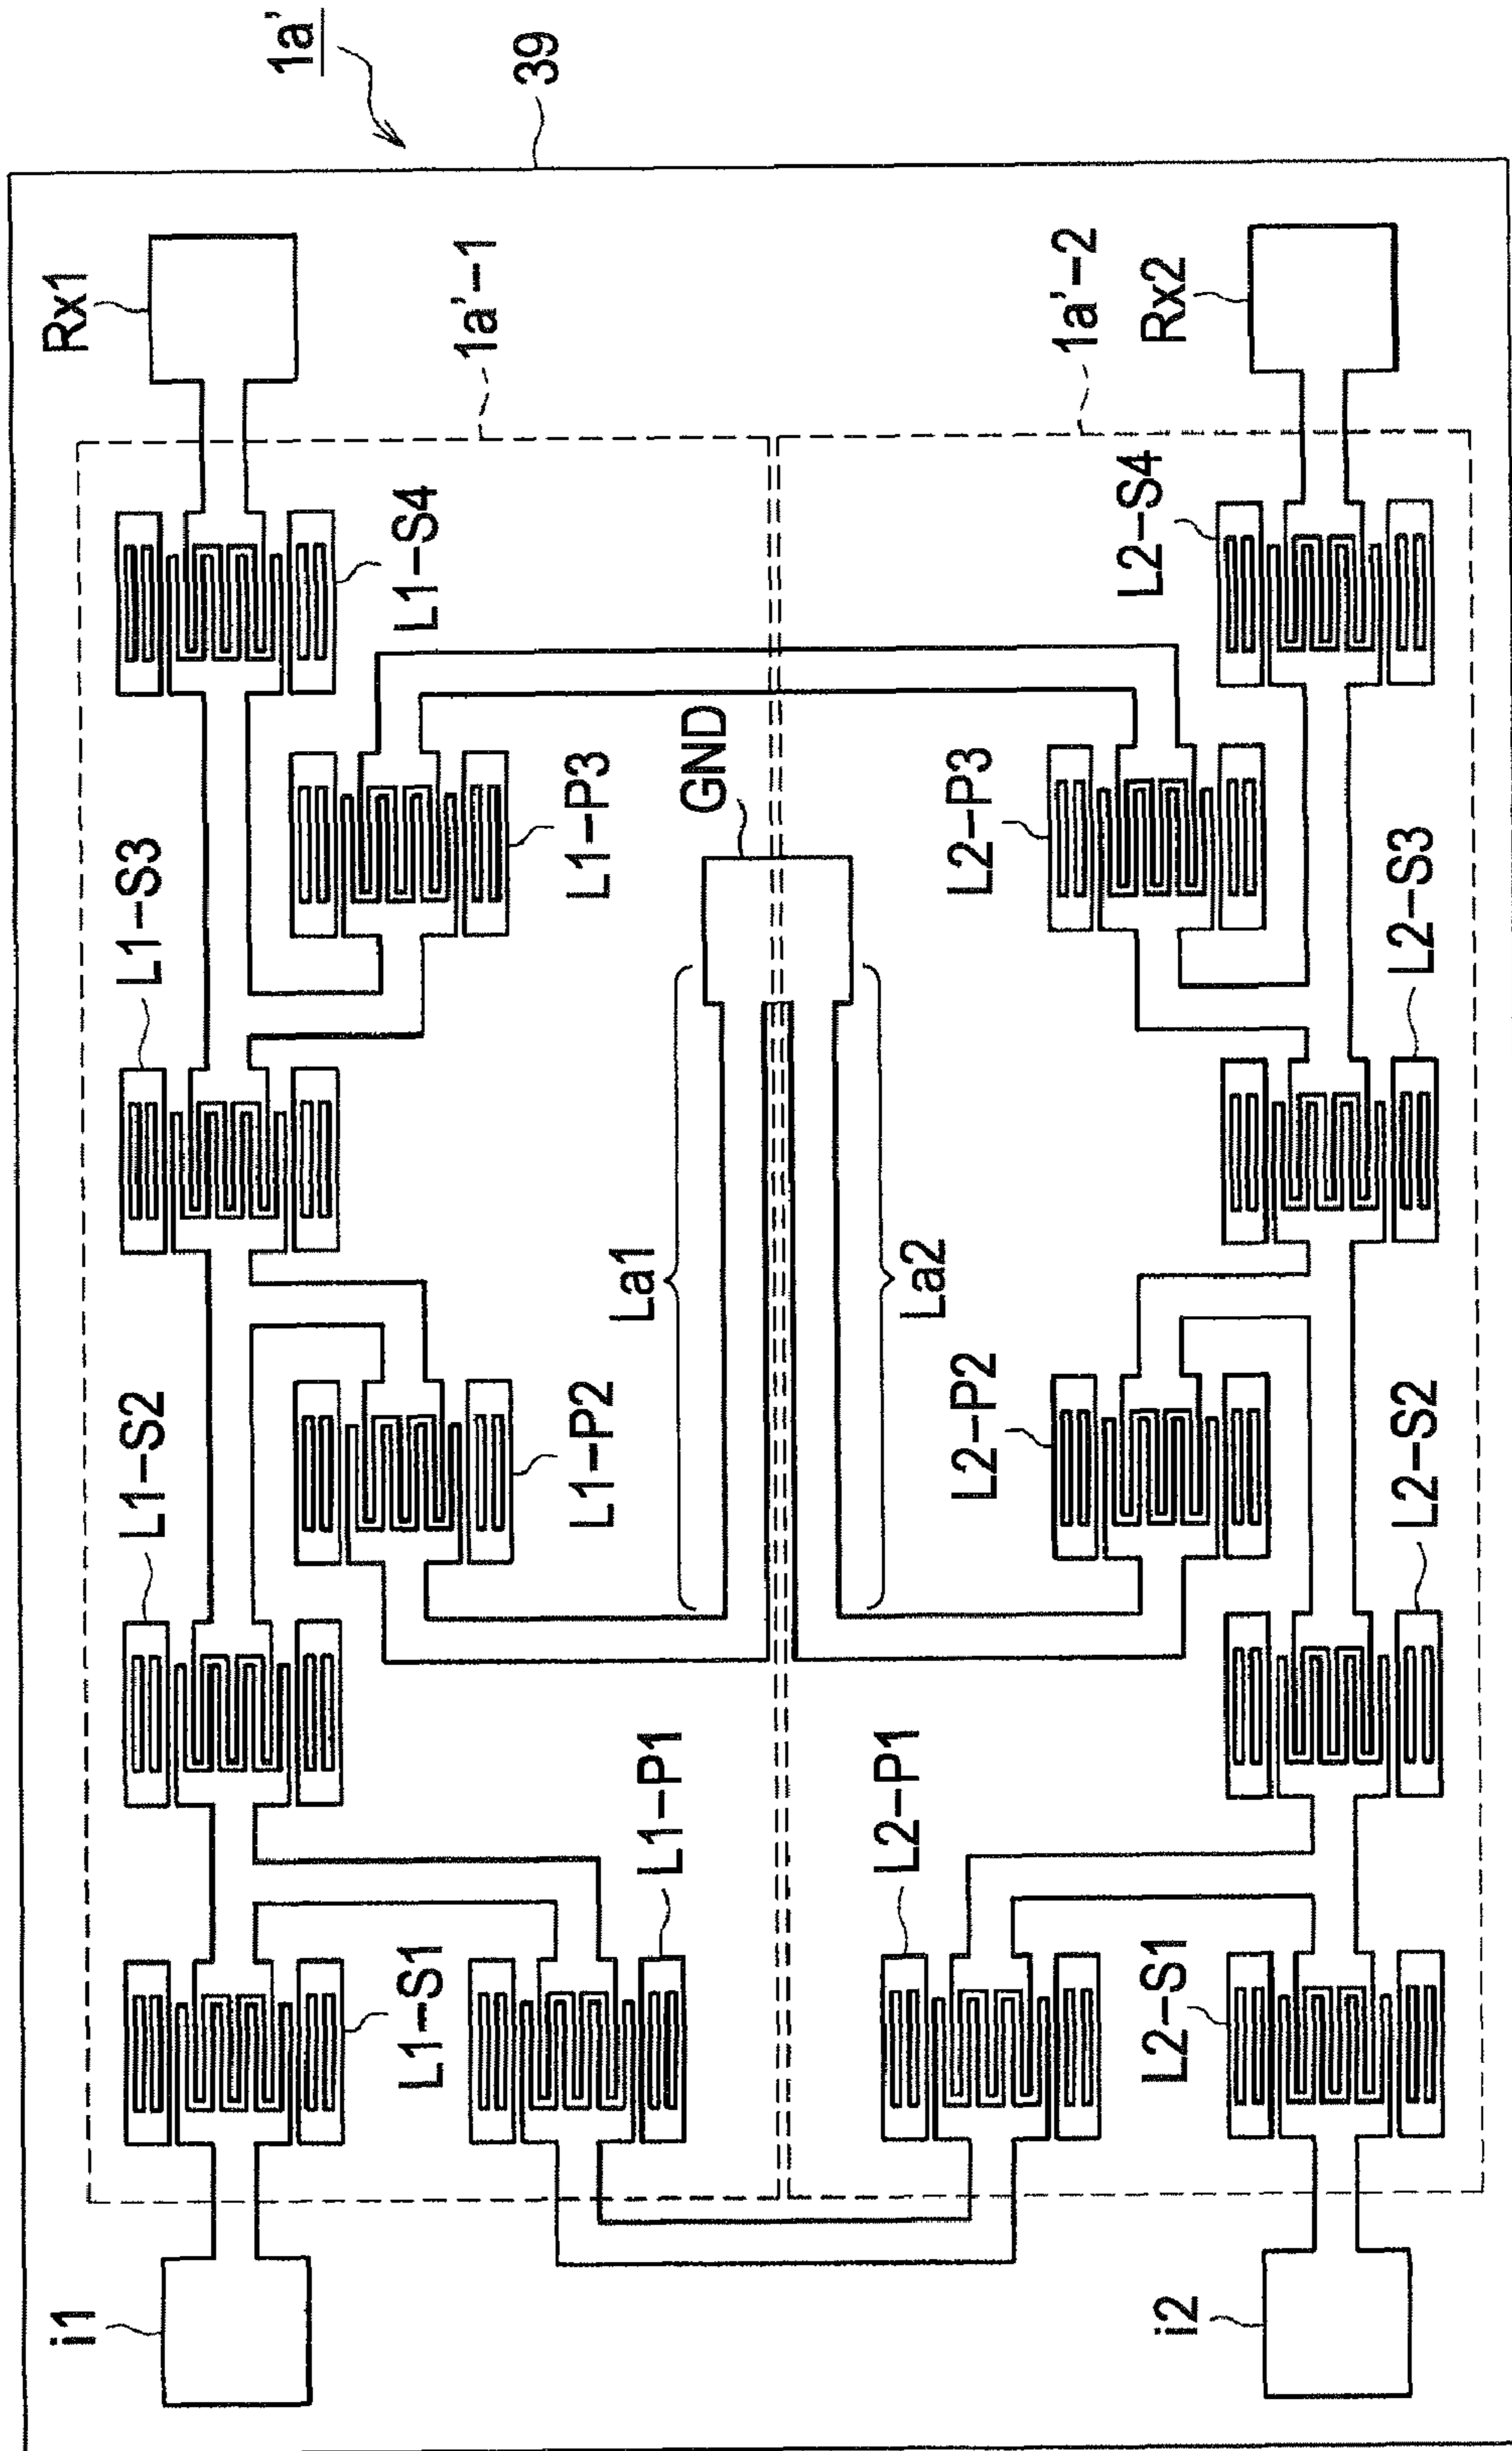 1a’
39
Rx1
1a’–1
1a’–2
Rx2
L1–S4
L2–S4
L1–S3
L1–P3
GND
L2–P3
L2–S3
La1
La2
L1–S2
L1–P2
L2–P2
L2–S2
L1–S1
L1–P1
L2–P1
L2–S1
i1
i2